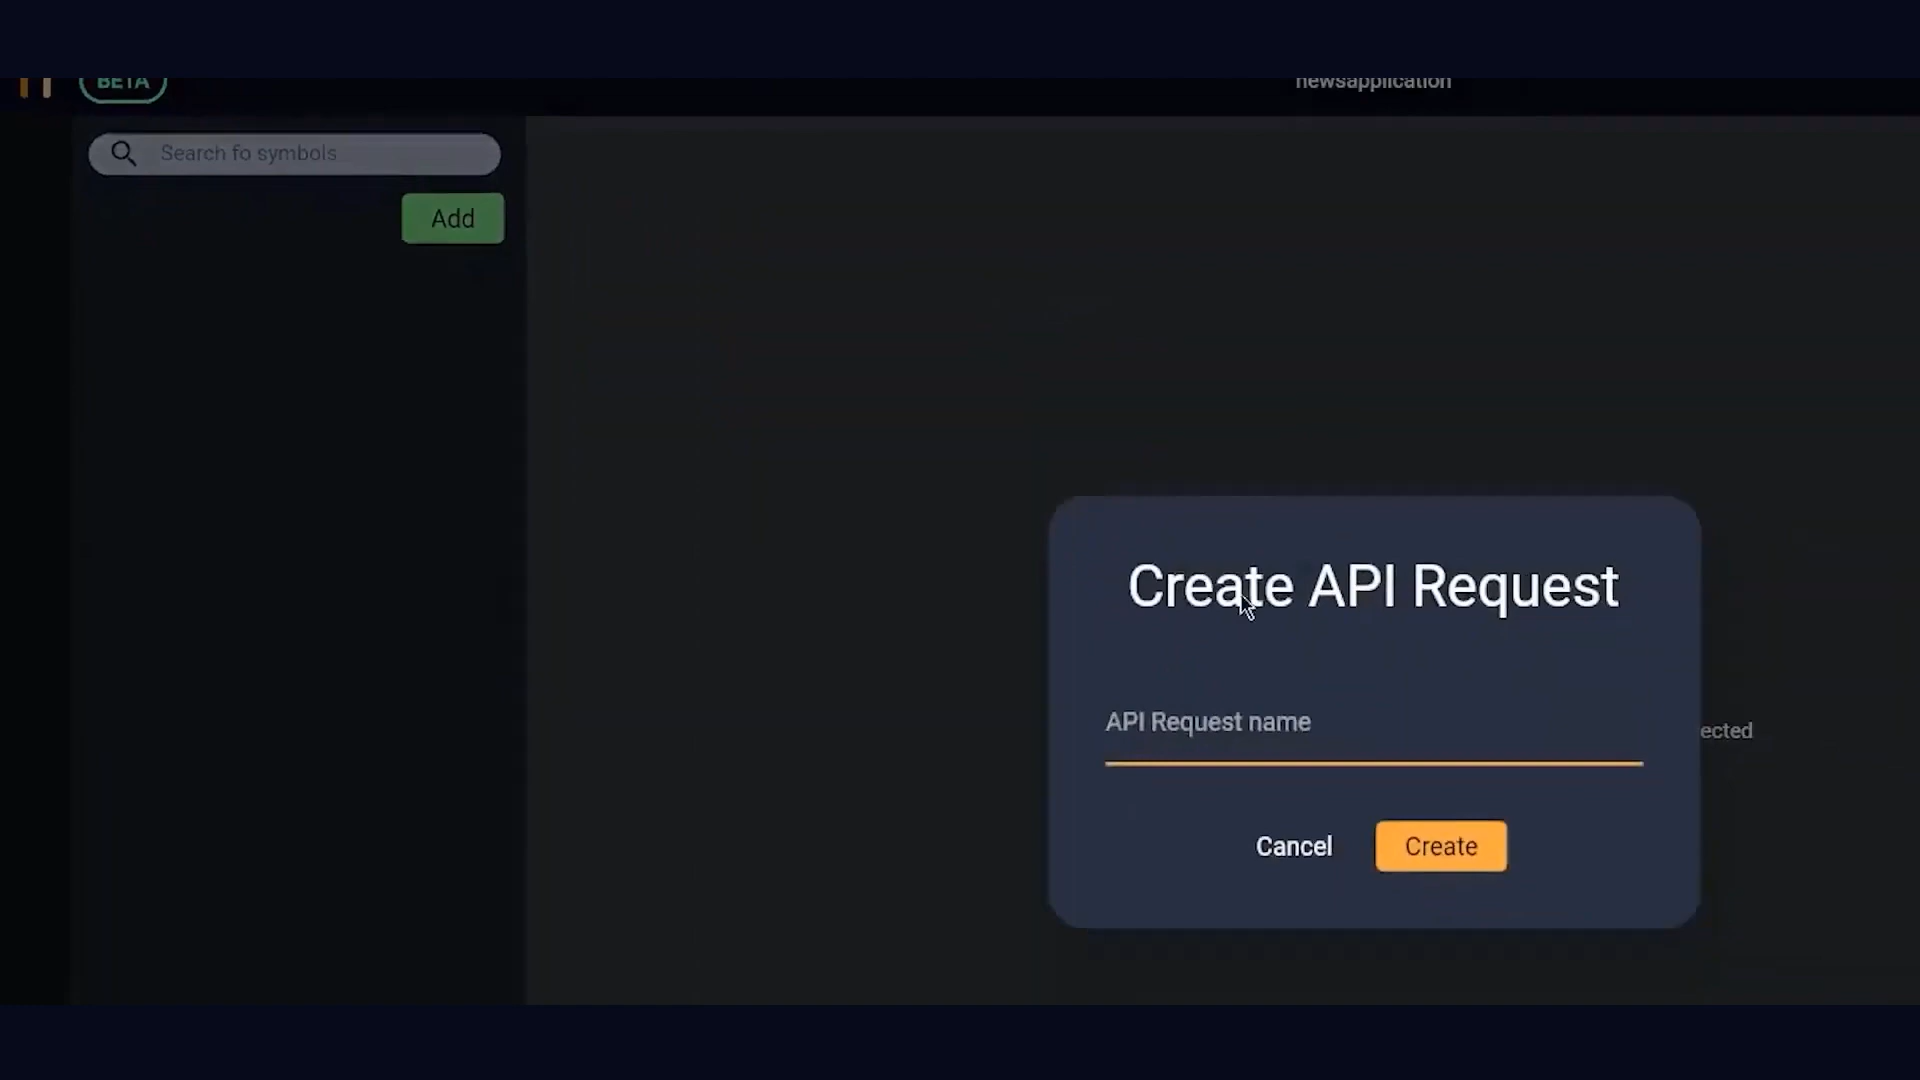 BETA
newsapplication
Search fo symbols
Add
Create API Request
API Request name
ected
Cancel
Create